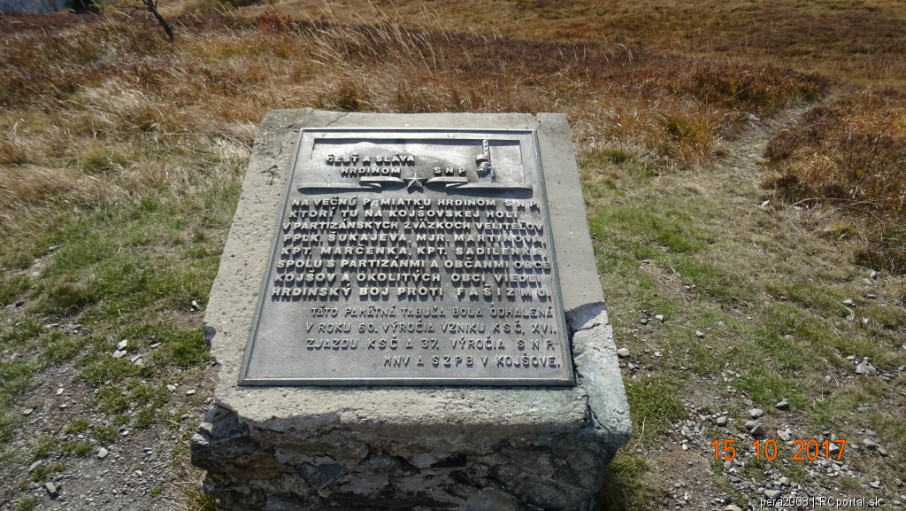 ČESŤ A SLÁVA
HRDINOM SNP
NA VEČNÚ PAMIATKU HRDINOM SNP,
KTORÍ TU NA KOJŠOVSKEJ HOLI
V PARTIZÁNSKYCH ZVÄZKOCH VELITEĽOV
PPLK. ŠUKAJEVA, MJR. MARTINOVA,
KPT. MARČENKA, KPT. SADILENKA
SPOLU S PARTIZÁNMI A OBČANMI OBCE
KOJŠOV A OKOLITÝCH OBCÍ VIEDLI
HRDINSKÝ BOJ PROTI FAŠIZMU.
TÁTO PAMÄTNÁ TABUĽA BOLA ODHALENÁ
V ROKU 60. VÝROČIA VZNIKU KSČ, XVI.
ZJAZDU KSČ A 37. VÝROČIA SNP.
MNV A SZPB V KOJŠOVE.
15 10 2017
pera2003 | PCportal.sk